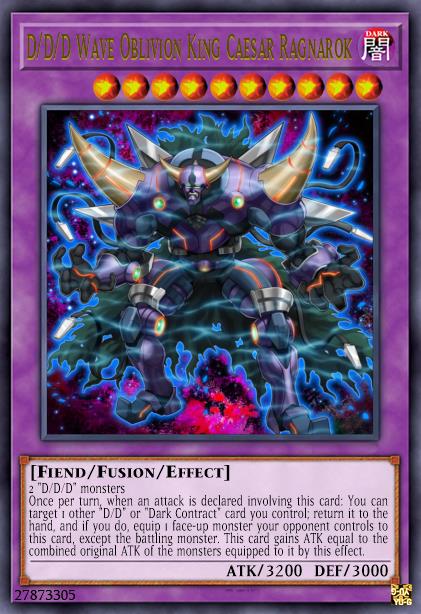 D/D/D Wave Oblivion King Caesar Ragnarok
DARK
闇
[Fiend/Fusion/Effect]
2 "D/D/D" monsters
Once per turn, when an attack is declared involving this card: You can
target 1 other "D/D" or "Dark Contract" card you control; return it to
the hand, and if you do, equip 1 face-up monster your opponent controls to
this card, except the battling monster. This card gains ATK equal to the
combined original ATK of the monsters equipped to it by this effect.
ATK/3200 DEF/3000
27873305